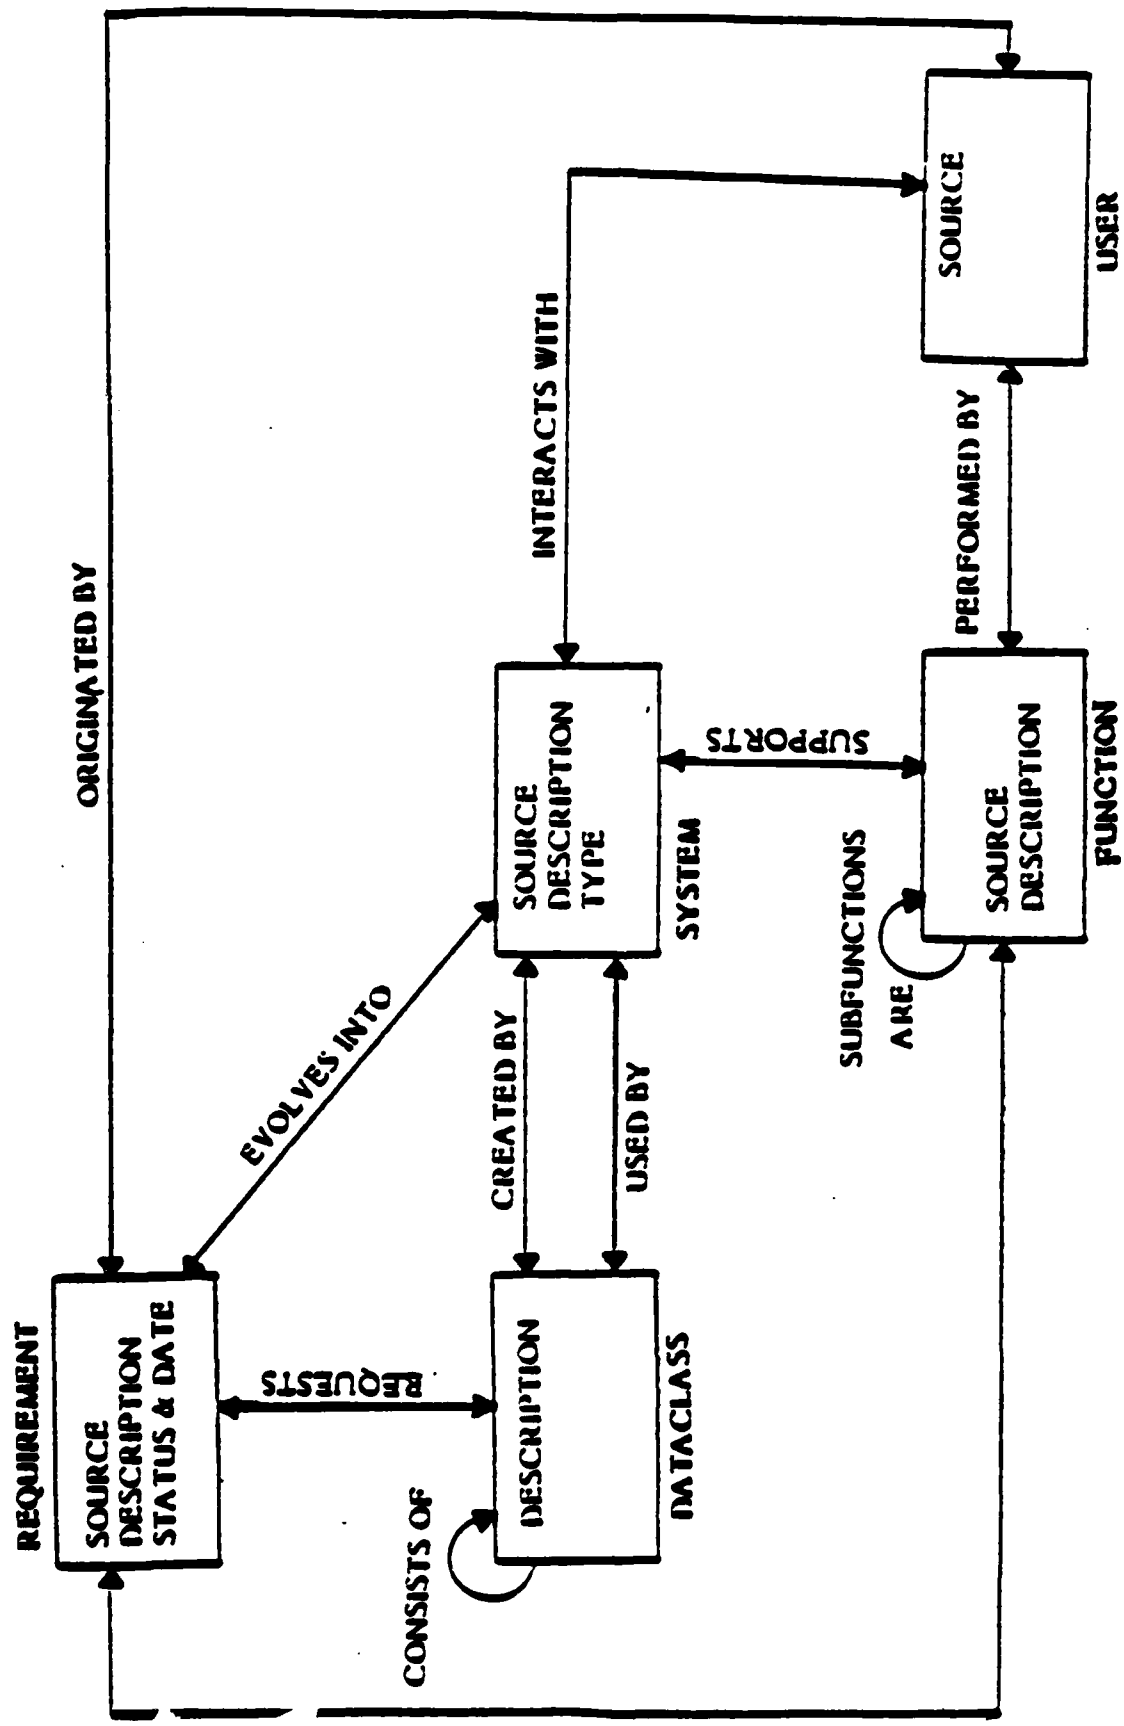 REQUIREMENT
SOURCE
DESCRIPTION
STATUS & DATE
ORIGINATED BY
EVOLVES INTO
REQUESTS
CONSISTS OF
DESCRIPTION
DATACLASS
CREATED BY
USED BY
SOURCE
DESCRIPTION
TYPE
SYSTEM
INTERACTS WITH
SUPPORTS
SUBFUNCTIONS
ARE
SOURCE
DESCRIPTION
FUNCTION
PERFORMED BY
SOURCE
USER